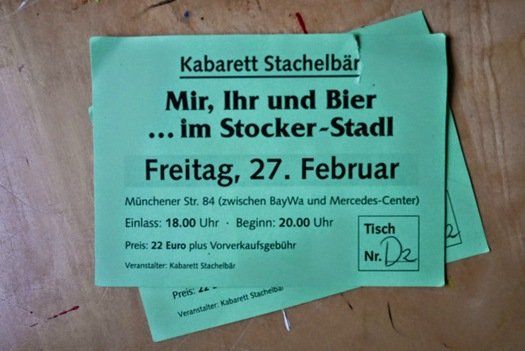 Kabarett Stachelbär
Mir, Ihr und Bier
... im Stocker-Stadl
Freitag, 27. Februar
Münchener Str. 84 (zwischen BayWa und Mercedes-Center)
Einlass: 18.00 Uhr · Beginn: 20.00 Uhr
Preis: 22 Euro plus Vorverkaufsgebühr
Veranstalter: Kabarett Stachelbär
Tisch
Nr. D2
Preis: 22
Veranstalter: Kabarett Stachelbär